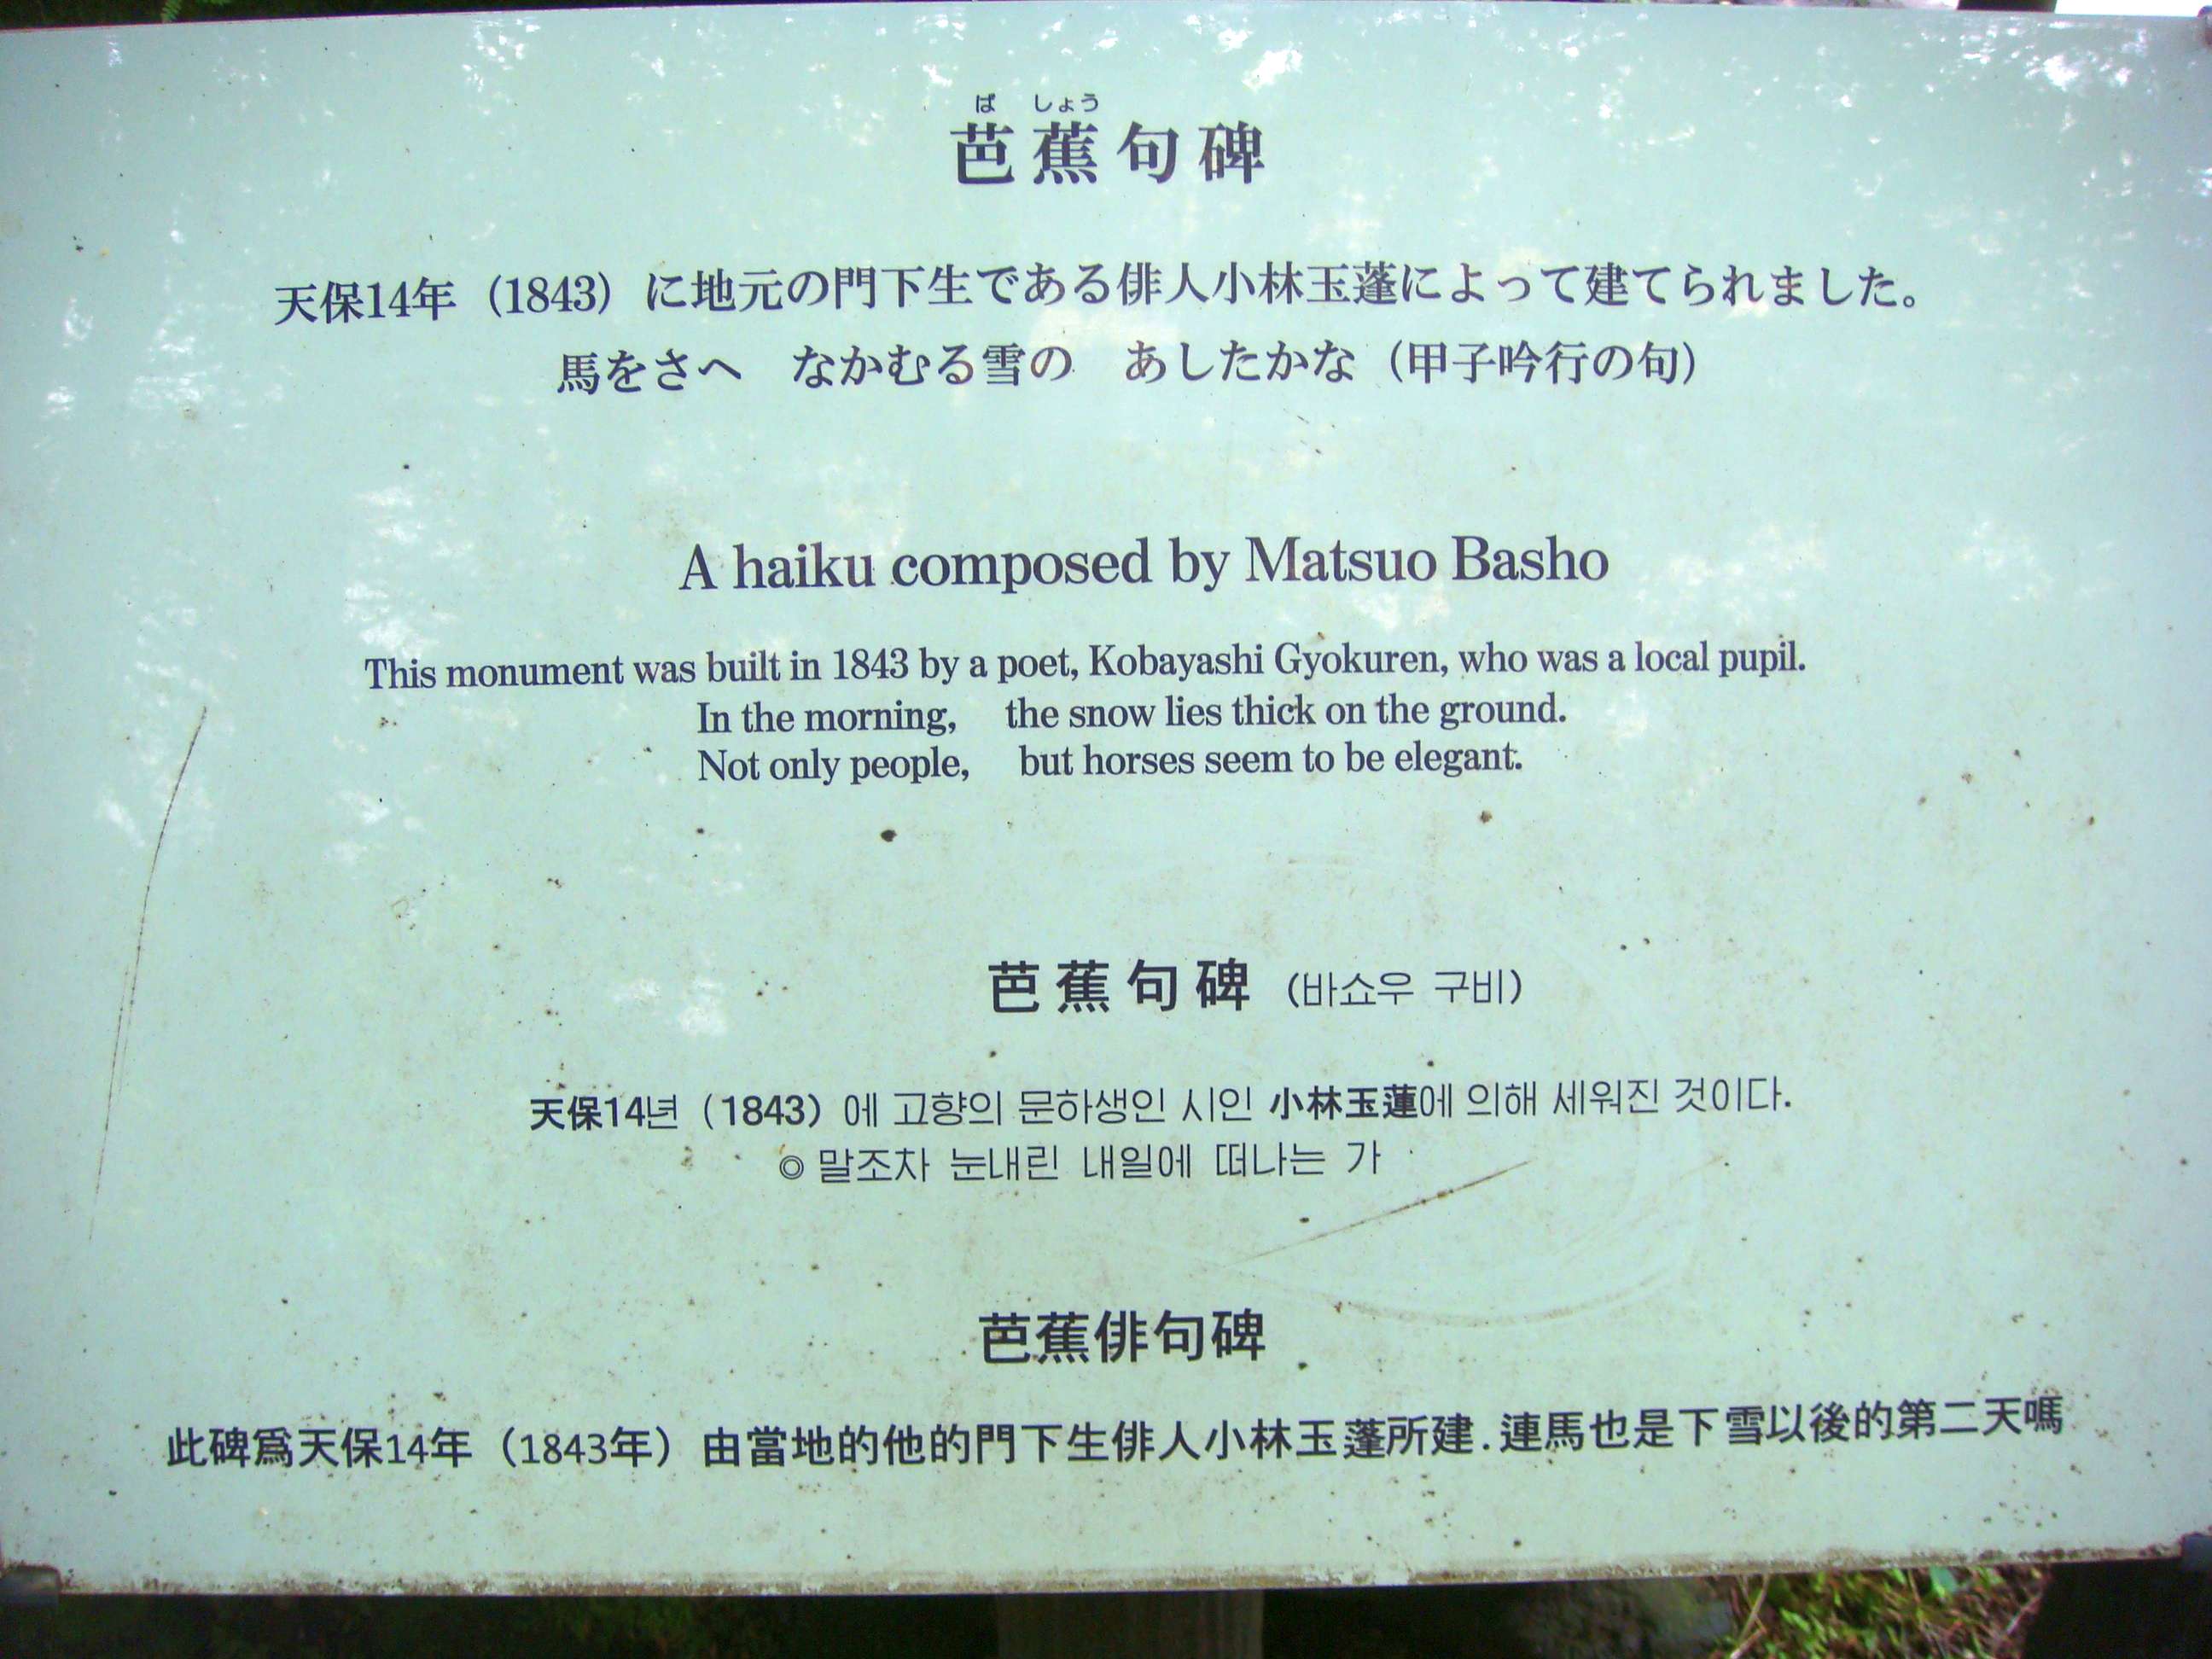 ば しょう
芭蕉句碑
天保14年（1843）に地元の門下生である俳人小林玉蓬によって建てられました。
馬をさへ　なかむる雪の　あしたかな（甲子吟行の句）
A haiku composed by Matsuo Basho
This monument was built in 1843 by a poet, Kobayashi Gyokuren, who was a local pupil.
In the morning, the snow lies thick on the ground.
Not only people, but horses seem to be elegant.
芭蕉句碑 (바쇼우 구비)
天保14년（1843）에 고향의 문하생인 시인 小林玉蓮에 의해 세워진 것이다.
◎ 말조차 눈내린 내일에 떠나는 가
芭蕉俳句碑
此碑爲天保14年（1843年）由當地的他的門下生俳人小林玉蓬所建.連馬也是下雪以後的第二天嗎